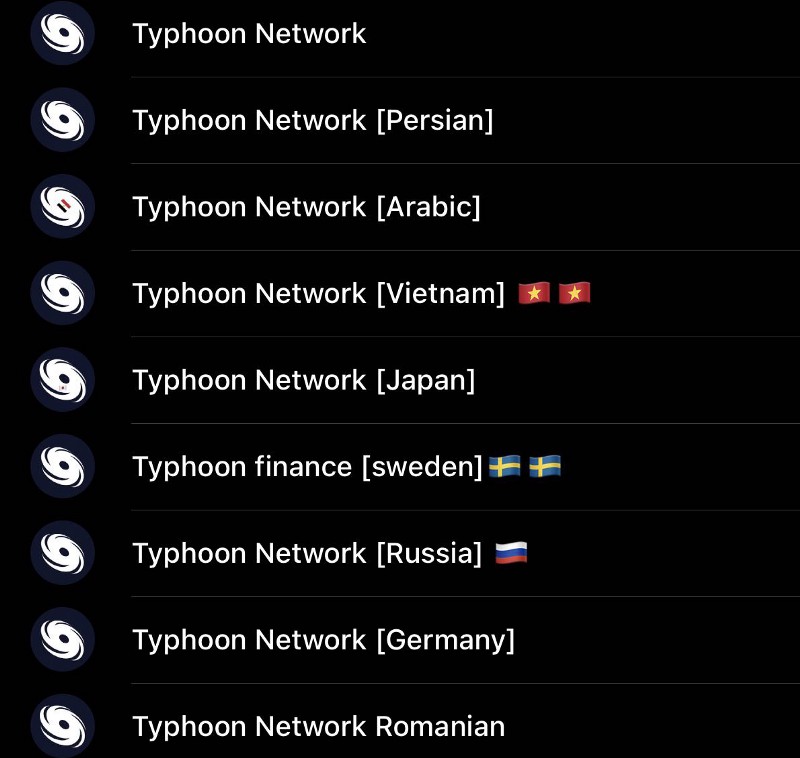 Typhoon Network
Typhoon Network [Persian]
Typhoon Network [Arabic]
Typhoon Network [Vietnam] 🇻🇳 🇻🇳
Typhoon Network [Japan]
Typhoon finance [sweden]🇸🇪 🇸🇪
Typhoon Network [Russia] 🇷🇺
Typhoon Network [Germany]
Typhoon Network Romanian